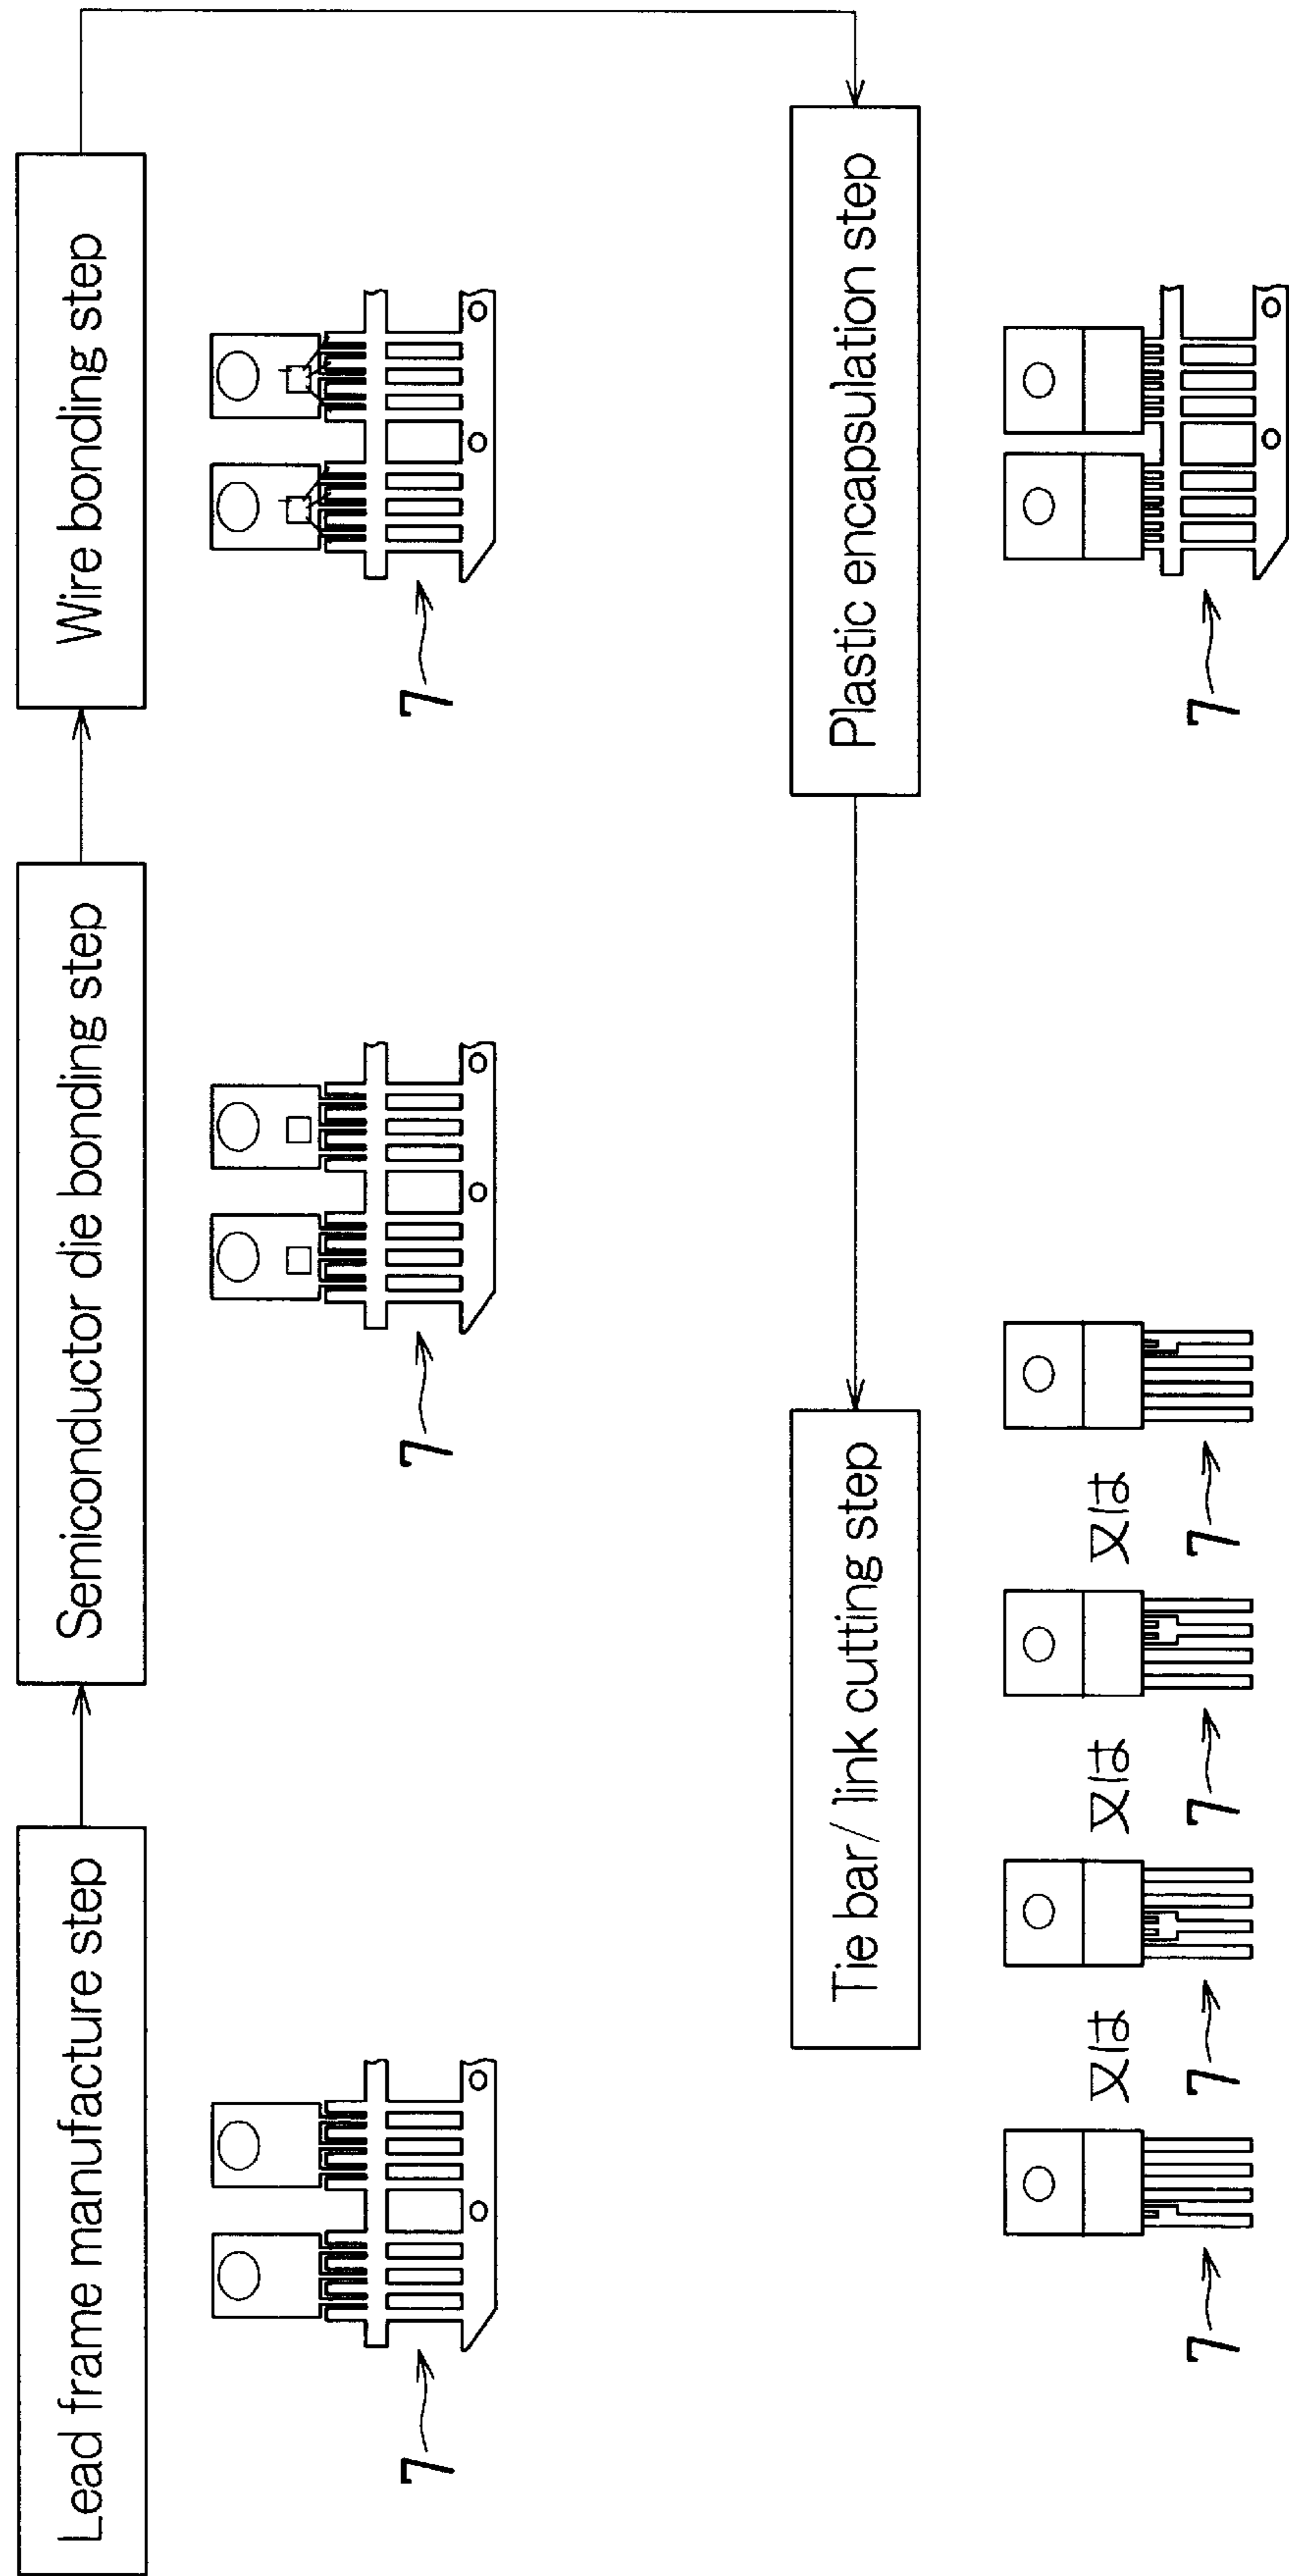 Lead frame manufacture step
Semiconductor die bonding step
Wire bonding step
7
7
7
Plastic encapsulation step
7
Tie bar/ link cutting step
又は
又は
又は
7
7
7
7